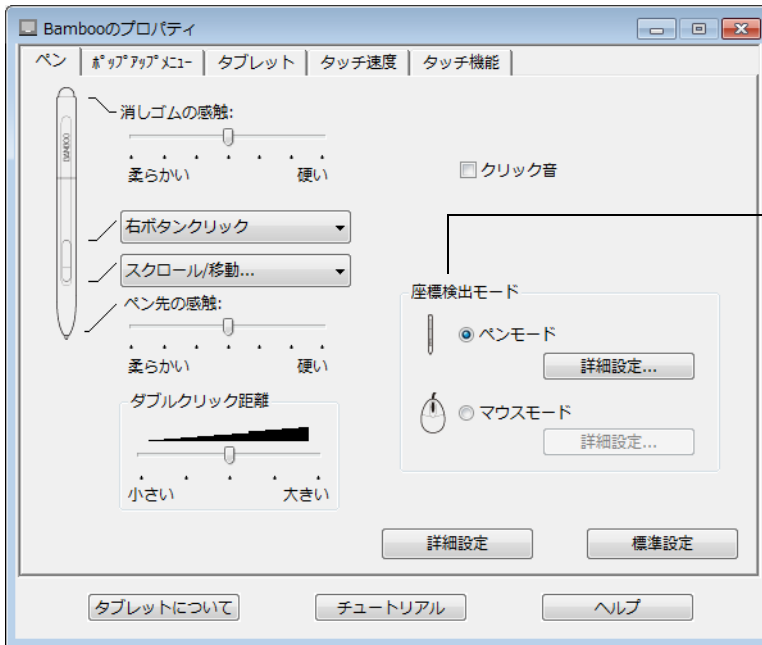 Bambooのプロパティ
ペン ﾎﾟｯﾌﾟｱｯﾌﾟﾒﾆｭｰ タブレット タッチ速度 タッチ機能
消しゴムの感触:
柔らかい 硬い
クリック音
BAMBOO
右ボタンクリック
スクロール/移動...
ペン先の感触:
柔らかい 硬い
座標検出モード
ペンモード
詳細設定...
マウスモード
詳細設定...
ダブルクリック距離
小さい 大きい
詳細設定 標準設定
タブレットについて チュートリアル ヘルプ